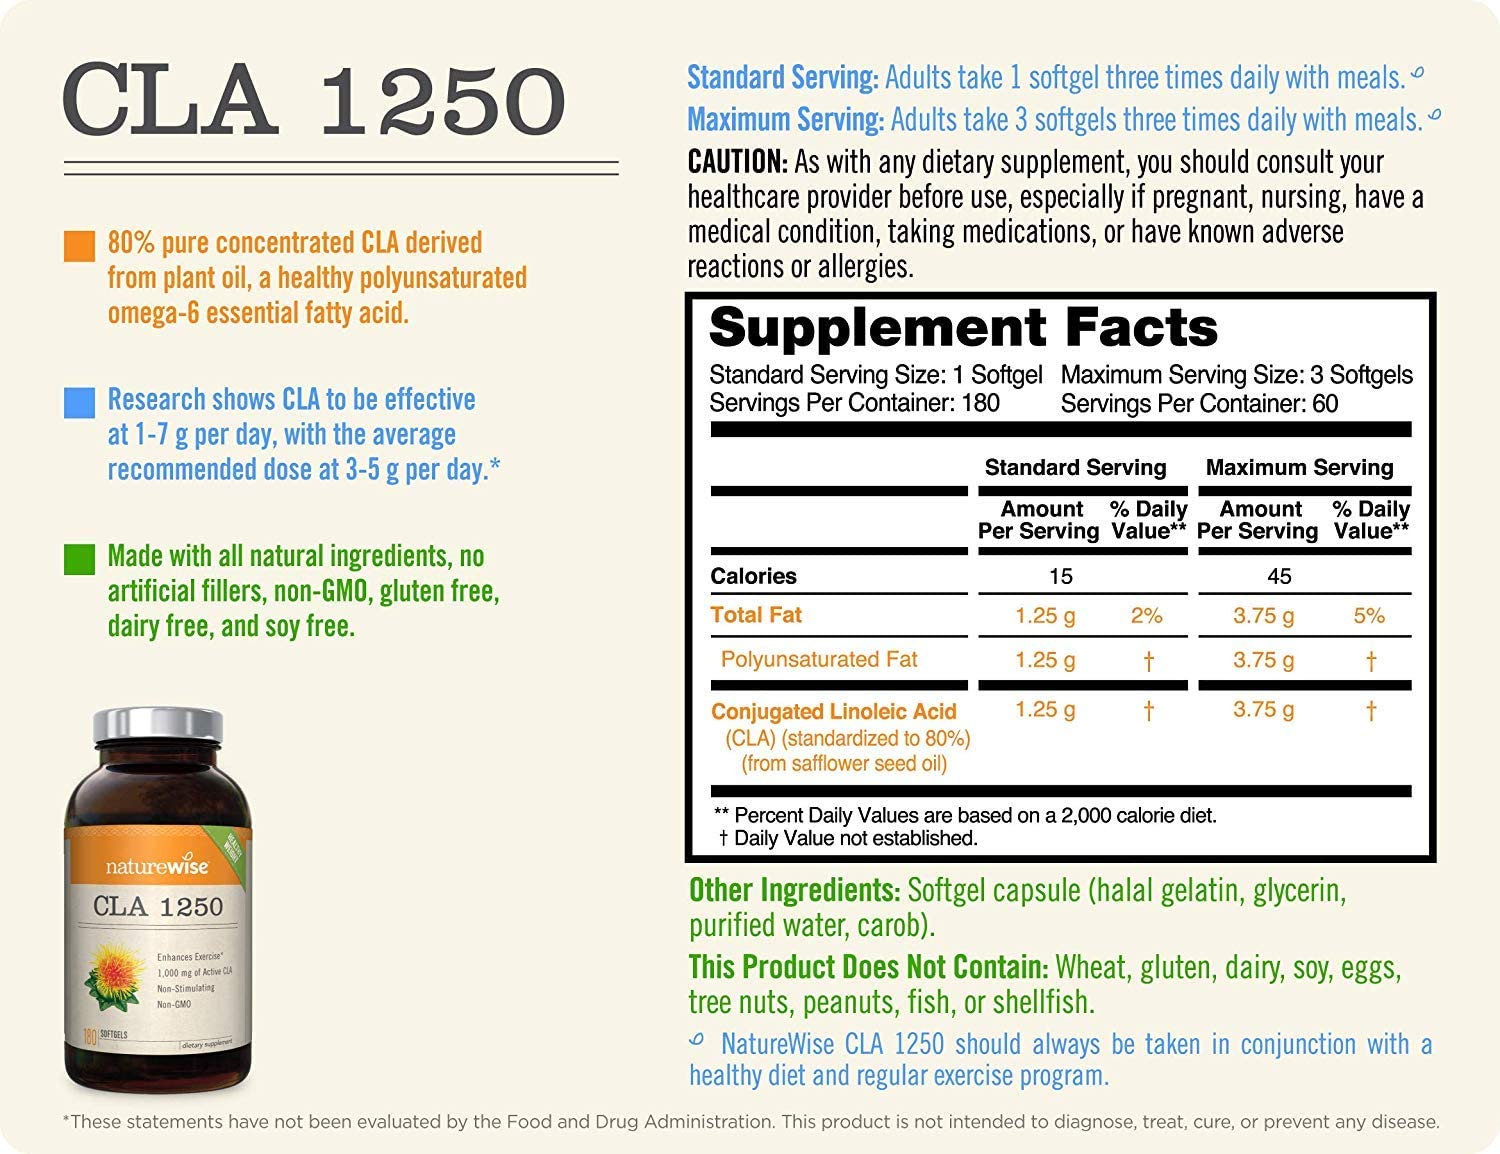 CLA 1250
80% pure concentrated CLA derived
from plant oil, a healthy polyunsaturated
omega-6 essential fatty acid.
Research shows CLA to be effective
at 1-7 g per day, with the average
recommended dose at 3-5 g per day.*
Made with all natural ingredients, no
artificial fillers, non-GMO, gluten free,
dairy free, and soy free.
HEALTHY
WEIGHT
naturewise
CLA 1250
Enhances Exercise*
1,000 mg of Active CLA
Non-Stimulating
Non-GMO
180 SOFTGELS
dietary supplement
Standard Serving: Adults take 1 softgel three times daily with meals.
Maximum Serving: Adults take 3 softgels three times daily with meals.
CAUTION: As with any dietary supplement, you should consult your
healthcare provider before use, especially if pregnant, nursing, have a
medical condition, taking medications, or have known adverse
reactions or allergies.
Supplement Facts
Standard Serving Size: 1 Softgel Maximum Serving Size: 3 Softgels
Servings Per Container: 180 Servings Per Container: 60
Standard Serving Maximum Serving
Amount % Daily Amount % Daily
Per Serving Value** Per Serving Value**
Calories 15 45
Total Fat 1.25 g 2% 3.75 g 5%
Polyunsaturated Fat 1.25 g † 3.75 g †
Conjugated Linoleic Acid 1.25 g † 3.75 g †
(CLA) (standardized to 80%)
(from safflower seed oil)
** Percent Daily Values are based on a 2,000 calorie diet.
† Daily Value not established.
Other Ingredients: Softgel capsule (halal gelatin, glycerin,
purified water, carob).
This Product Does Not Contain: Wheat, gluten, dairy, soy, eggs,
tree nuts, peanuts, fish, or shellfish.
NatureWise CLA 1250 should always be taken in conjunction with a
healthy diet and regular exercise program.
*These statements have not been evaluated by the Food and Drug Administration. This product is not intended to diagnose, treat, cure, or prevent any disease.